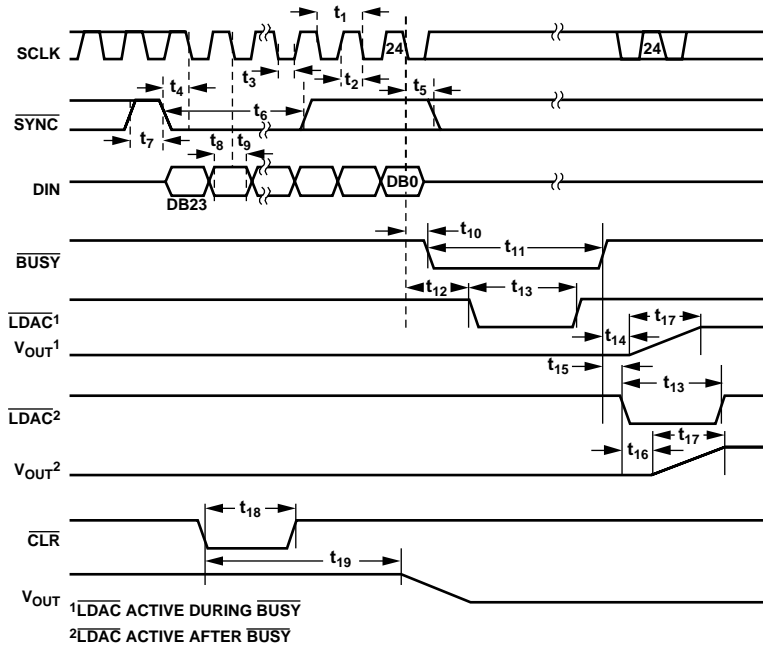 t1
SCLK
24
24
t3
t2
t4
t5
t6
SYNC
t7
t8
t9
DIN
DB23
DB0
t10
t11
BUSY
t12
t13
LDAC1
t17
t14
VOUT1
t15
t13
LDAC2
t17
t16
VOUT2
t18
CLR
t19
VOUT
1LDAC ACTIVE DURING BUSY
2LDAC ACTIVE AFTER BUSY